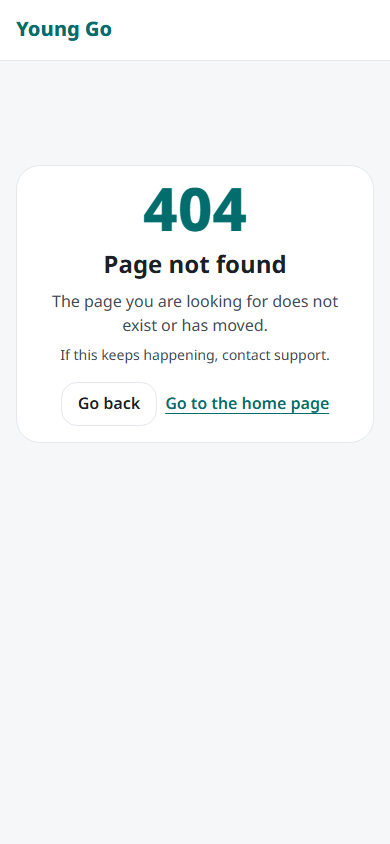 Young Go
404
Page not found
The page you are looking for does not
exist or has moved.
If this keeps happening, contact support.
Go back
Go to the home page